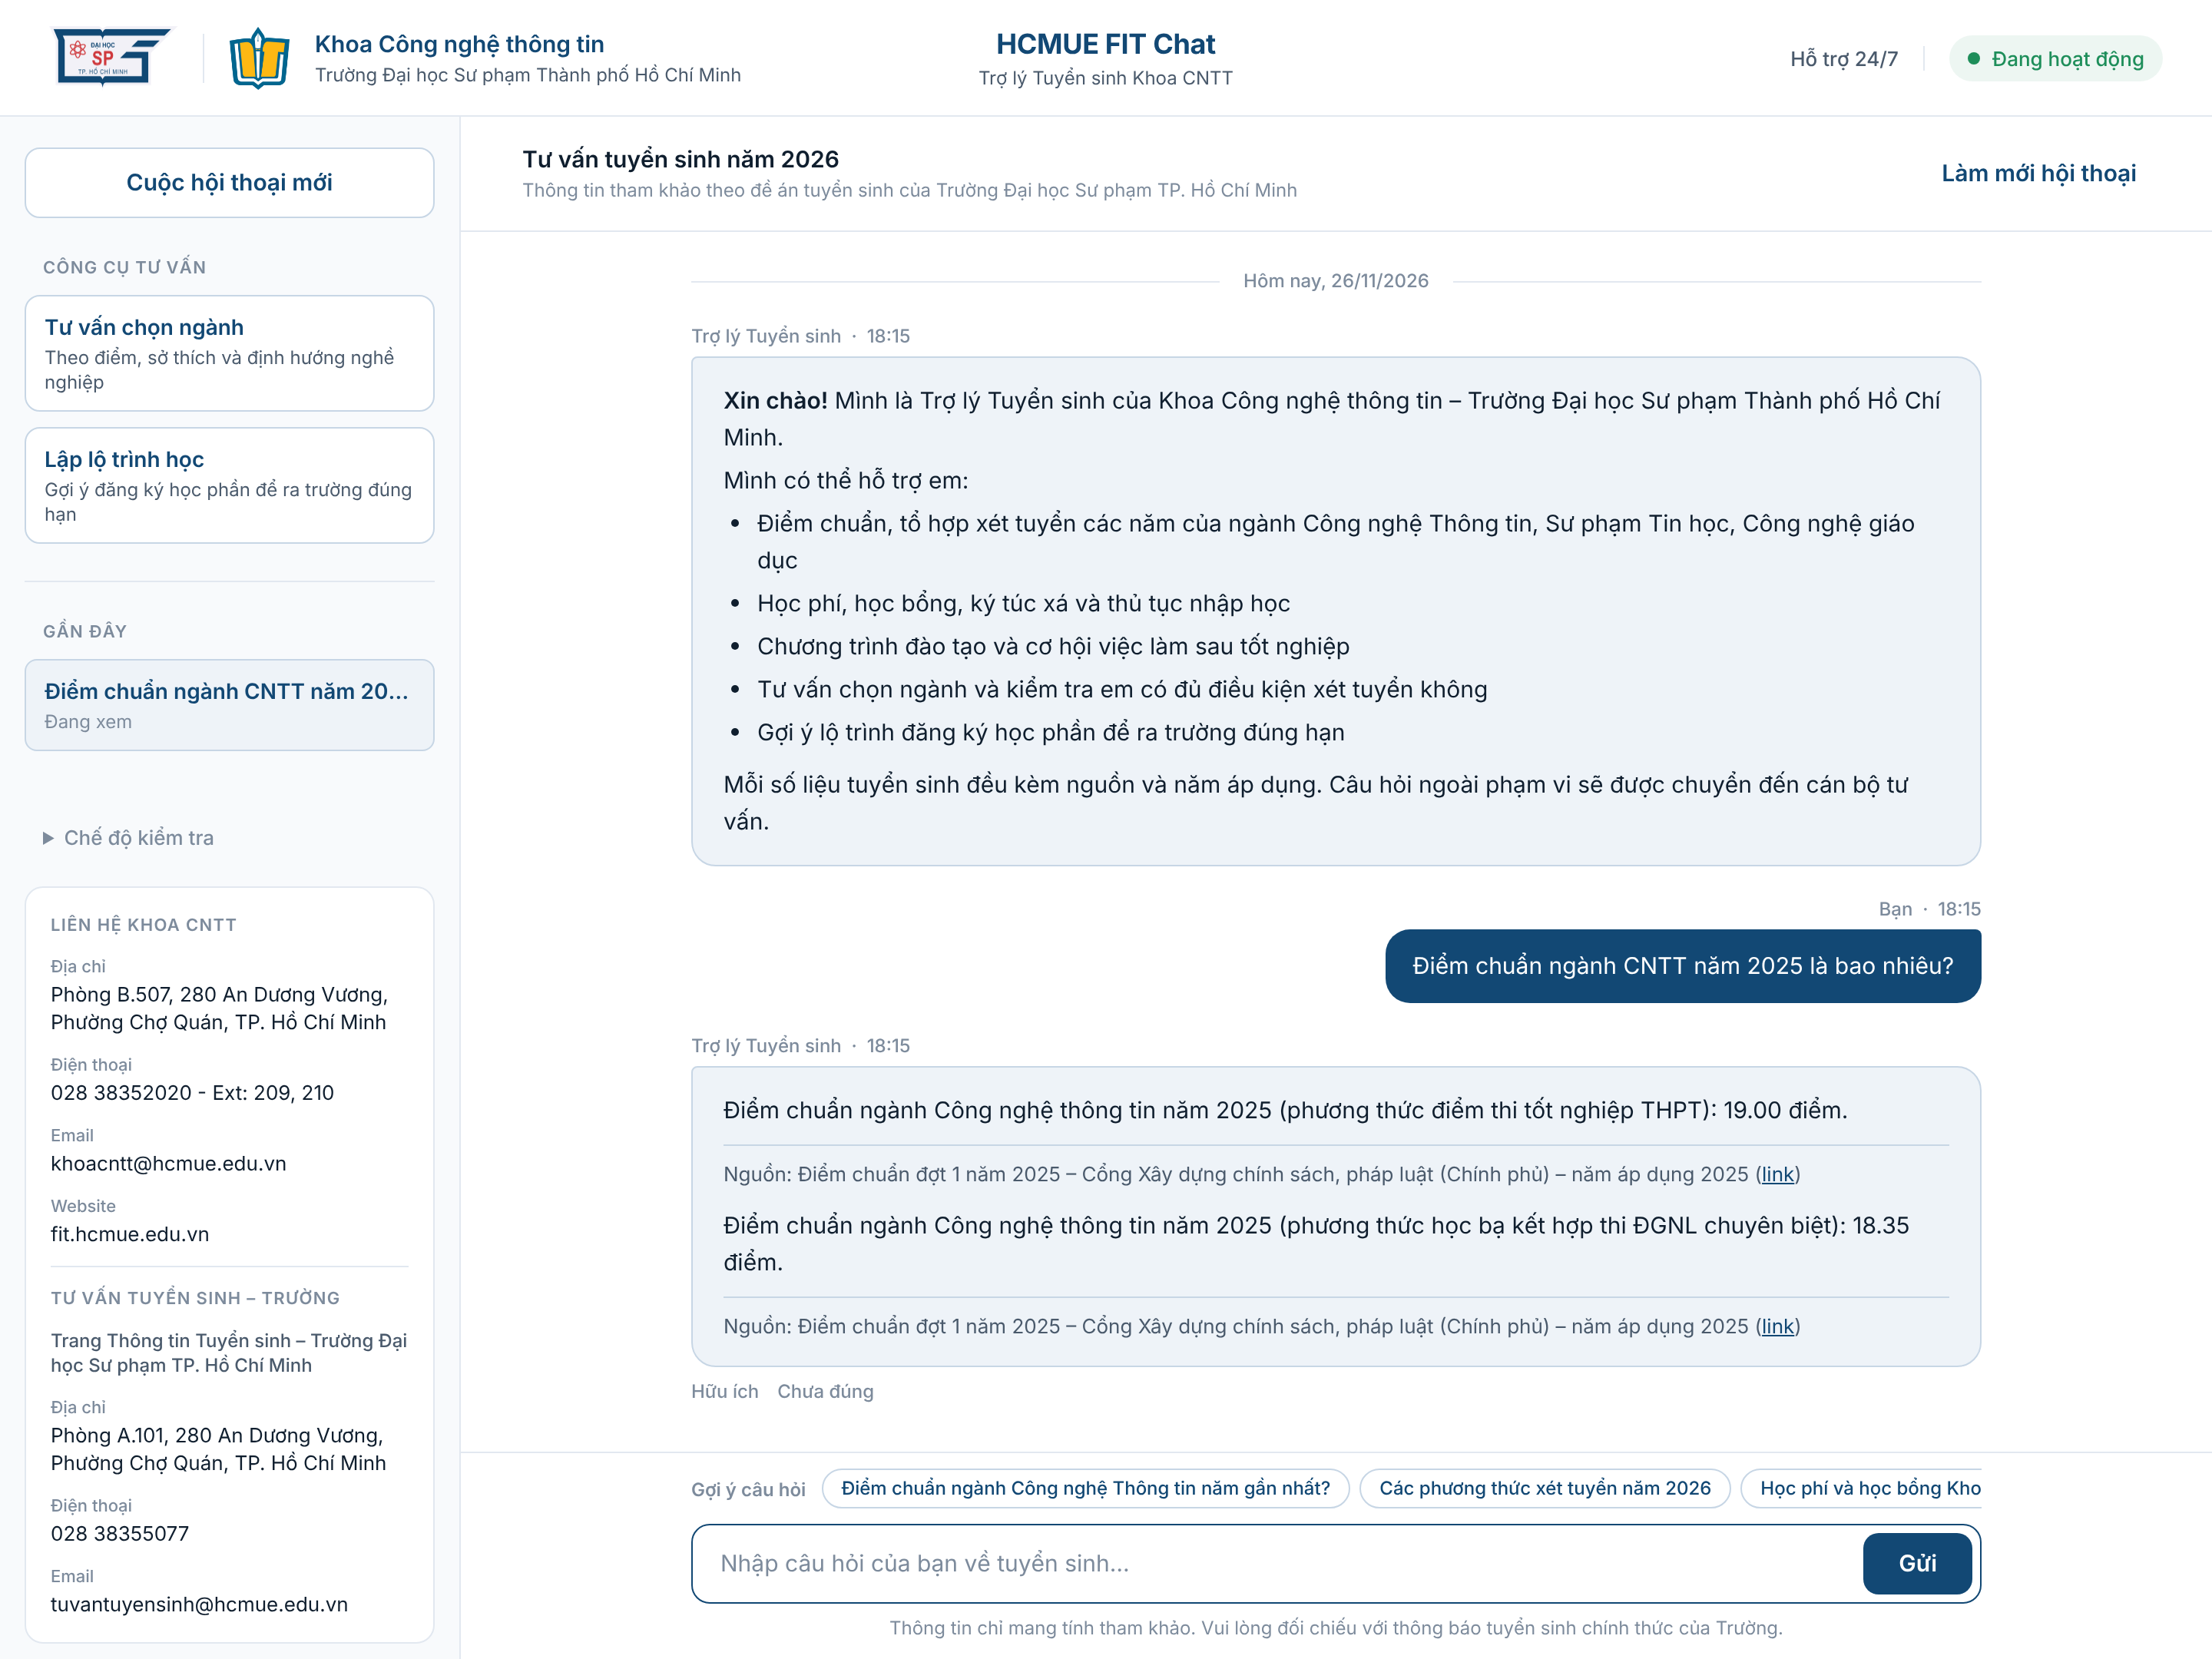 ĐẠI HỌC
SP
TP. HỒ CHÍ MINH
Khoa Công nghệ thông tin
Trường Đại học Sư phạm Thành phố Hồ Chí Minh
HCMUE FIT Chat
Trợ lý Tuyển sinh Khoa CNTT
Hỗ trợ 24/7
Đang hoạt động
Cuộc hội thoại mới
CÔNG CỤ TƯ VẤN
Tư vấn chọn ngành
Theo điểm, sở thích và định hướng nghề
nghiệp
Lập lộ trình học
Gợi ý đăng ký học phần để ra trường đúng
hạn
GẦN ĐÂY
Điểm chuẩn ngành CNTT năm 20...
Đang xem
Chế độ kiểm tra
LIÊN HỆ KHOA CNTT
Địa chỉ
Phòng B.507, 280 An Dương Vương,
Phường Chợ Quán, TP. Hồ Chí Minh
Điện thoại
028 38352020 - Ext: 209, 210
Email
khoacntt@hcmue.edu.vn
Website
fit.hcmue.edu.vn
TƯ VẤN TUYỂN SINH – TRƯỜNG
Trang Thông tin Tuyển sinh – Trường Đại
học Sư phạm TP. Hồ Chí Minh
Địa chỉ
Phòng A.101, 280 An Dương Vương,
Phường Chợ Quán, TP. Hồ Chí Minh
Điện thoại
028 38355077
Email
tuvantuyensinh@hcmue.edu.vn
Tư vấn tuyển sinh năm 2026
Thông tin tham khảo theo đề án tuyển sinh của Trường Đại học Sư phạm TP. Hồ Chí Minh
Làm mới hội thoại
Hôm nay, 26/11/2026
Trợ lý Tuyển sinh · 18:15
Xin chào! Mình là Trợ lý Tuyển sinh của Khoa Công nghệ thông tin – Trường Đại học Sư phạm Thành phố Hồ Chí
Minh.
Mình có thể hỗ trợ em:
• Điểm chuẩn, tổ hợp xét tuyển các năm của ngành Công nghệ Thông tin, Sư phạm Tin học, Công nghệ giáo
dục
• Học phí, học bổng, ký túc xá và thủ tục nhập học
• Chương trình đào tạo và cơ hội việc làm sau tốt nghiệp
• Tư vấn chọn ngành và kiểm tra em có đủ điều kiện xét tuyển không
• Gợi ý lộ trình đăng ký học phần để ra trường đúng hạn
Mỗi số liệu tuyển sinh đều kèm nguồn và năm áp dụng. Câu hỏi ngoài phạm vi sẽ được chuyển đến cán bộ tư
vấn.
Bạn · 18:15
Điểm chuẩn ngành CNTT năm 2025 là bao nhiêu?
Trợ lý Tuyển sinh · 18:15
Điểm chuẩn ngành Công nghệ thông tin năm 2025 (phương thức điểm thi tốt nghiệp THPT): 19.00 điểm.
Nguồn: Điểm chuẩn đợt 1 năm 2025 – Cổng Xây dựng chính sách, pháp luật (Chính phủ) – năm áp dụng 2025 (link)
Điểm chuẩn ngành Công nghệ thông tin năm 2025 (phương thức học bạ kết hợp thi ĐGNL chuyên biệt): 18.35
điểm.
Nguồn: Điểm chuẩn đợt 1 năm 2025 – Cổng Xây dựng chính sách, pháp luật (Chính phủ) – năm áp dụng 2025 (link)
Hữu ích Chưa đúng
Gợi ý câu hỏi
Điểm chuẩn ngành Công nghệ Thông tin năm gần nhất?
Các phương thức xét tuyển năm 2026
Học phí và học bổng Kho
Nhập câu hỏi của bạn về tuyển sinh...
Gửi
Thông tin chỉ mang tính tham khảo. Vui lòng đối chiếu với thông báo tuyển sinh chính thức của Trường.